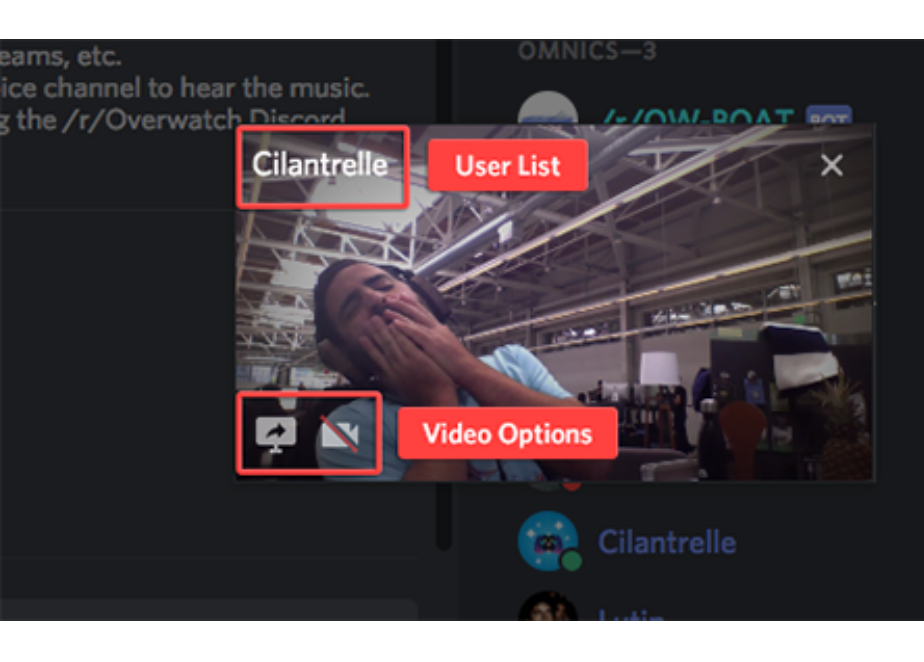 eams, etc.
ice channel to hear the music.
g the /r/Overwatch Discord
OMNICS—3
/r/OW-BOAT BOT
Cilantrelle
User List
Video Options
Cilantrelle
Lutin